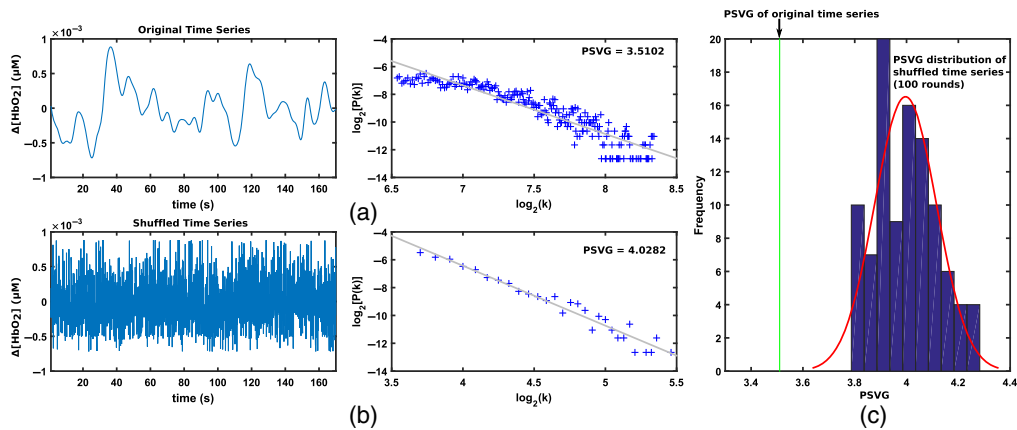 Original Time Series
×10⁻³
Δ[HbO₂] (μM)
1
0.5
0
−0.5
−1
20 40 60 80 100 120 140 160
time (s)
PSVG = 3.5102
log₂[P(k)]
−6
−8
−10
−12
−14
6.5 7 7.5 8 8.5
log₂(k)
(a)
Shuffled Time Series
×10⁻³
Δ[HbO₂] (μM)
1
0.5
0
−0.5
−1
20 40 60 80 100 120 140 160
time (s)
PSVG = 4.0282
log₂[P(k)]
−4
−6
−8
−10
−12
−14
3.5 4 4.5 5 5.5
log₂(k)
(b)
PSVG of original time series
PSVG distribution of
shuffled time series
(100 rounds)
Frequency
20
18
16
14
12
10
8
6
4
2
0
3.4 3.6 3.8 4 4.2 4.4
PSVG
(c)